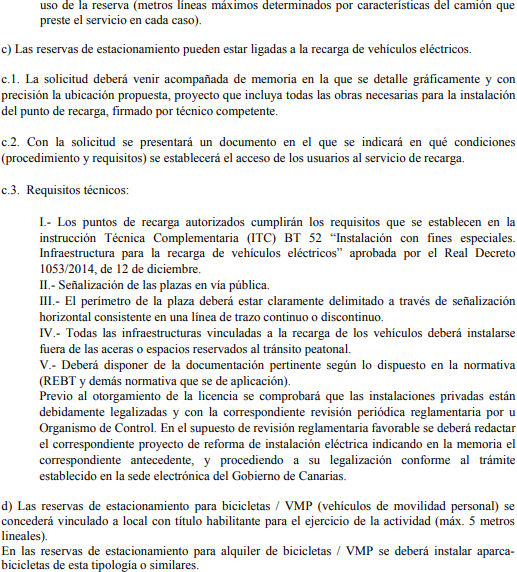 uso de la reserva (metros líneas máximos determinados por características del camión que
preste el servicio en cada caso).
c) Las reservas de estacionamiento pueden estar ligadas a la recarga de vehículos eléctricos.
c.1. La solicitud deberá venir acompañada de memoria en la que se detalle gráficamente y con
precisión la ubicación propuesta, proyecto que incluya todas las obras necesarias para la instalación
del punto de recarga, firmado por técnico competente.
c.2. Con la solicitud se presentará un documento en el que se indicará en qué condiciones
(procedimiento y requisitos) se establecerá el acceso de los usuarios al servicio de recarga.
c.3. Requisitos técnicos:
I.- Los puntos de recarga autorizados cumplirán los requisitos que se establecen en la
instrucción Técnica Complementaria (ITC) BT 52 “Instalación con fines especiales.
Infraestructura para la recarga de vehículos eléctricos” aprobada por el Real Decreto
1053/2014, de 12 de diciembre.
II.- Señalización de las plazas en vía pública.
III.- El perímetro de la plaza deberá estar claramente delimitado a través de señalización
horizontal consistente en una línea de trazo continuo o discontinuo.
IV.- Todas las infraestructuras vinculadas a la recarga de los vehículos deberá instalarse
fuera de las aceras o espacios reservados al tránsito peatonal.
V.- Deberá disponer de la documentación pertinente según lo dispuesto en la normativa
(REBT y demás normativa que se de aplicación).
Previo al otorgamiento de la licencia se comprobará que las instalaciones privadas están
debidamente legalizadas y con la correspondiente revisión periódica reglamentaria por u
Organismo de Control. En el supuesto de revisión reglamentaria favorable se deberá redactar
el correspondiente proyecto de reforma de instalación eléctrica indicando en la memoria el
correspondiente antecedente, y procediendo a su legalización conforme al trámite
establecido en la sede electrónica del Gobierno de Canarias.
d) Las reservas de estacionamiento para bicicletas / VMP (vehículos de movilidad personal) se
concederá vinculado a local con título habilitante para el ejercicio de la actividad (máx. 5 metros
lineales).
En las reservas de estacionamiento para alquiler de bicicletas / VMP se deberá instalar aparca-
bicicletas de esta tipología o similares.